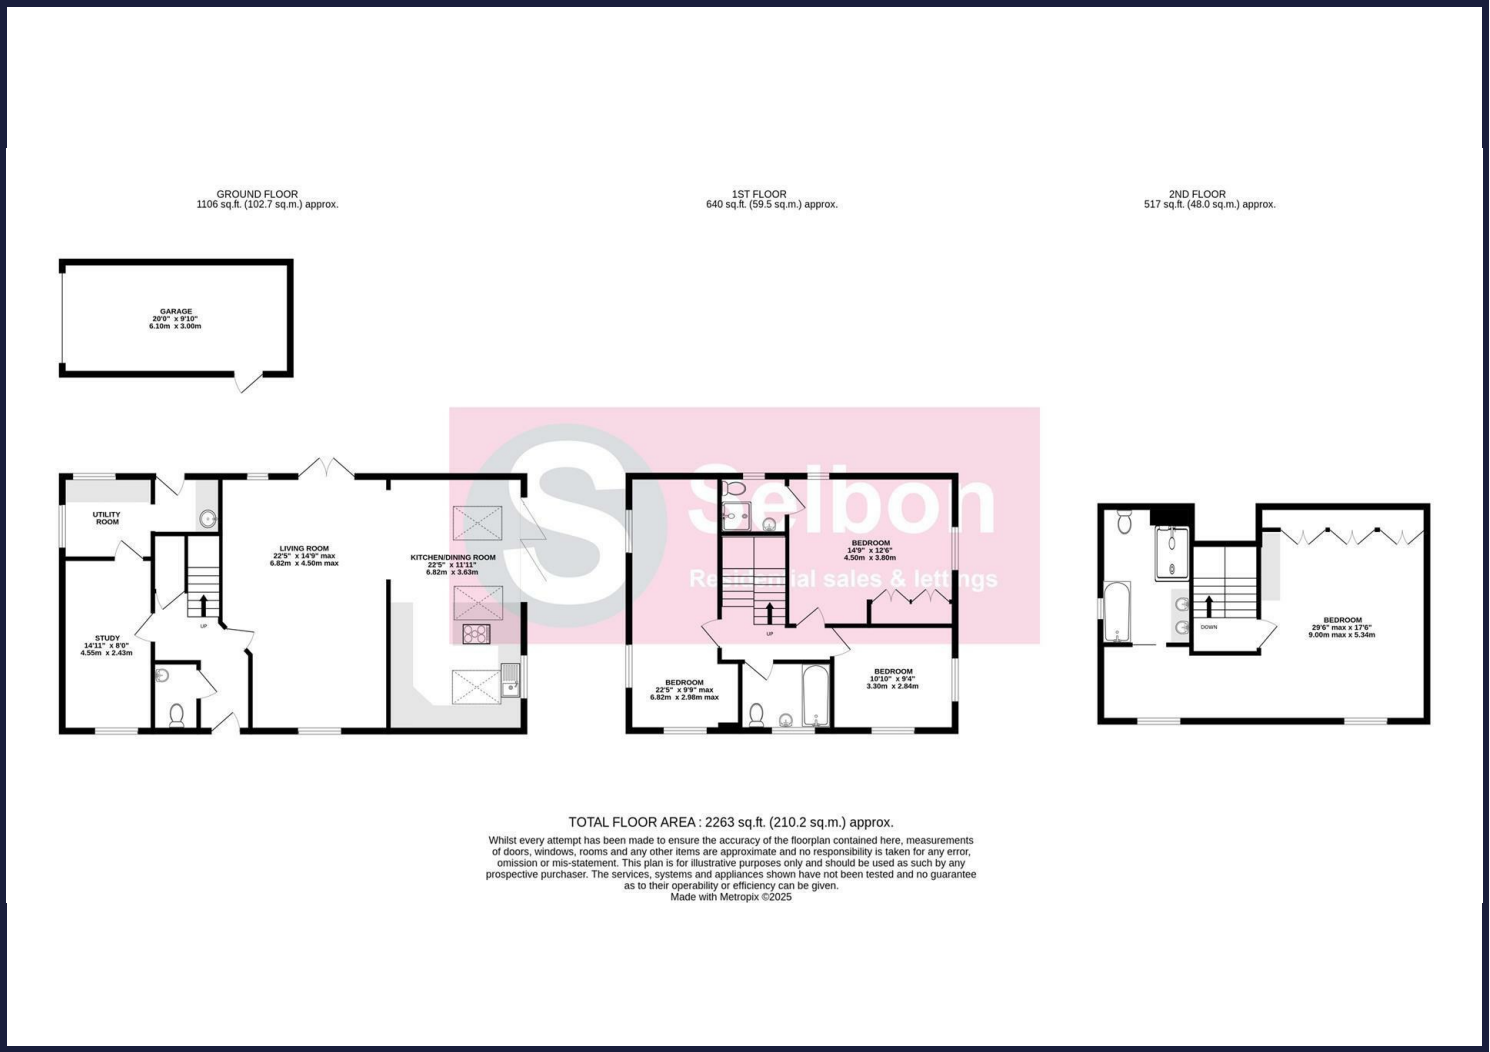 GROUND FLOOR
1106 sq.ft. (102.7 sq.m.) approx.
1ST FLOOR
640 sq.ft. (59.5 sq.m.) approx.
2ND FLOOR
517 sq.ft. (48.0 sq.m.) approx.
GARAGE
20'0" x 9'10"
6.10m x 3.00m
UTILITY
ROOM
LIVING ROOM
22'5" x 14'9" max
6.82m x 4.50m max
KITCHEN/DINING ROOM
22'5" x 11'11"
6.82m x 3.63m
STUDY
14'11" x 8'0"
4.55m x 2.43m
UP
Selbon
Residential sales & lettings
BEDROOM
14'9" x 12'6"
4.50m x 3.80m
UP
BEDROOM
22'5" x 9'9" max
6.82m x 2.98m max
BEDROOM
10'10" x 9'4"
3.30m x 2.84m
DOWN
BEDROOM
29'6" max x 17'6"
9.00m max x 5.34m
TOTAL FLOOR AREA : 2263 sq.ft. (210.2 sq.m.) approx.
Whilst every attempt has been made to ensure the accuracy of the floorplan contained here, measurements
of doors, windows, rooms and any other items are approximate and no responsibility is taken for any error,
omission or mis-statement. This plan is for illustrative purposes only and should be used as such by any
prospective purchaser. The services, systems and appliances shown have not been tested and no guarantee
as to their operability or efficiency can be given.
Made with Metropix ©2025